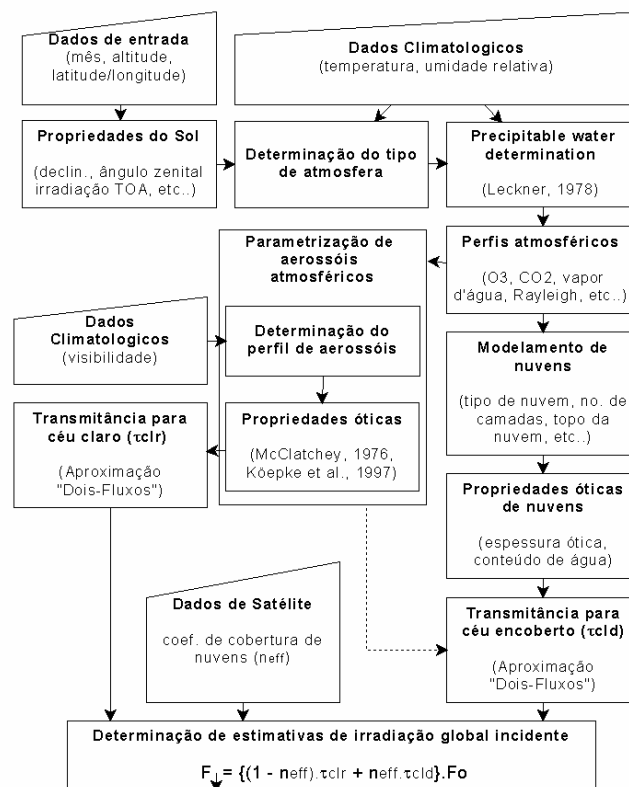 Dados de entrada
(mês, altitude,
latitude/longitude)
Dados Climatologicos
(temperatura, umidade relativa)
Propriedades do Sol
(declin., ângulo zenital
irradiação TOA, etc..)
Determinação do tipo
de atmosfera
Precipitable water
determination
(Leckner, 1978)
Parametrização de
aerossóis
atmosféricos
Perfis atmosféricos
(O3, CO2, vapor
d'água, Rayleigh, etc..)
Dados
Climatologicos
(visibilidade)
Determinação do
perfil de aerossóis
Modelamento de
nuvens
(tipo de nuvem, no. de
camadas, topo da
nuvem, etc..)
Transmitância para
céu claro (τclr)
(Aproximação
"Dois-Fluxos")
Propriedades óticas
(McClatchey, 1976,
Köepke et al., 1997)
Propriedades óticas
de nuvens
(espessura ótica,
conteúdo de água)
Dados de Satélite
coef. de cobertura de
nuvens (neff)
Transmitância para
céu encoberto (τcld)
(Aproximação
"Dois-Fluxos")
Determinação de estimativas de irradiação global incidente
F↓= {(1 - neff).τclr + neff.τcld}.Fo